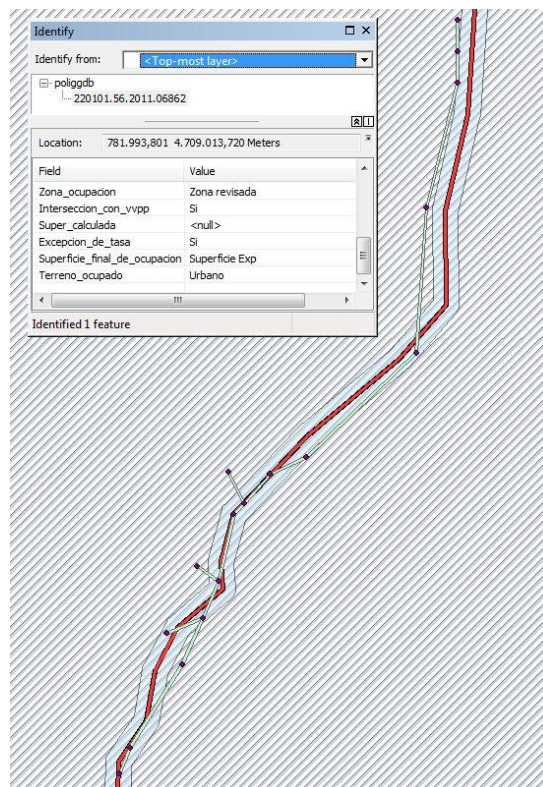 Identify
Identify from: <Top-most layer>
poliggdb
220101.56.2011.06862
Location: 781.993,801 4.709.013,720 Meters
Field Value
Zona_ocupacion Zona revisada
Interseccion_con_vvpp Si
Super_calculada <null>
Excepcion_de_tasa Si
Superficie_final_de_ocupacion Superficie Exp
Terreno_ocupado Urbano
Identified 1 feature